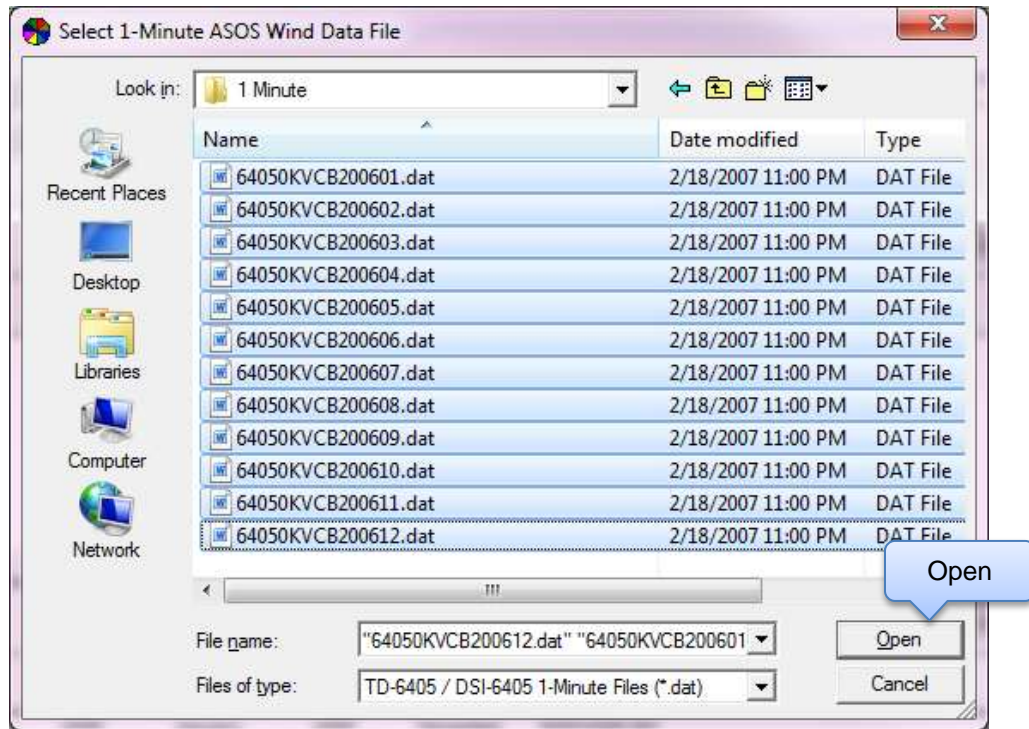 Select 1-Minute ASOS Wind Data File
Look in: 1 Minute
Name Date modified Type
64050KVCB200601.dat 2/18/2007 11:00 PM DAT File
64050KVCB200602.dat 2/18/2007 11:00 PM DAT File
64050KVCB200603.dat 2/18/2007 11:00 PM DAT File
64050KVCB200604.dat 2/18/2007 11:00 PM DAT File
64050KVCB200605.dat 2/18/2007 11:00 PM DAT File
64050KVCB200606.dat 2/18/2007 11:00 PM DAT File
64050KVCB200607.dat 2/18/2007 11:00 PM DAT File
64050KVCB200608.dat 2/18/2007 11:00 PM DAT File
64050KVCB200609.dat 2/18/2007 11:00 PM DAT File
64050KVCB200610.dat 2/18/2007 11:00 PM DAT File
64050KVCB200611.dat 2/18/2007 11:00 PM DAT File
64050KVCB200612.dat 2/18/2007 11:00 PM DAT File
Recent Places
Desktop
Libraries
Computer
Network
Open
File name: "64050KVCB200612.dat" "64050KVCB200601
Open
Files of type: TD-6405 / DSI-6405 1-Minute Files (*.dat)
Cancel